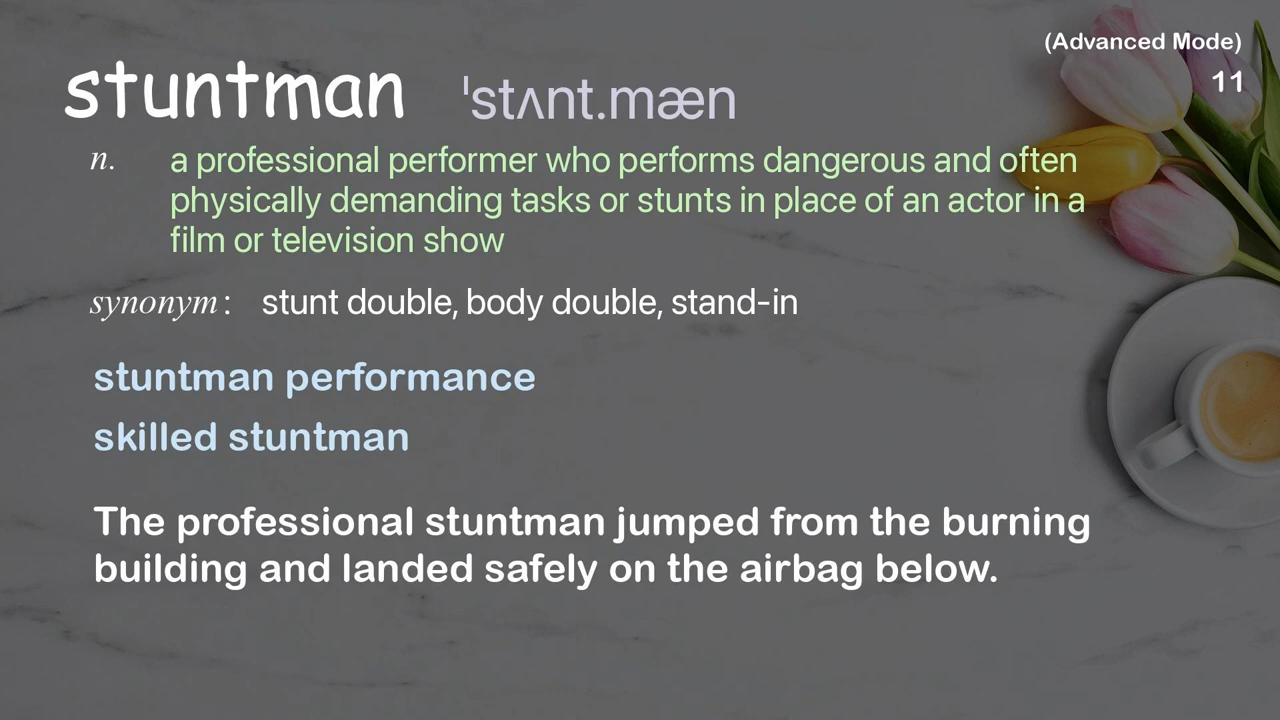 (Advanced Mode)
11
stuntman ˈstʌnt.mæn
n. a professional performer who performs dangerous and often
physically demanding tasks or stunts in place of an actor in a
film or television show
synonym: stunt double, body double, stand-in
stuntman performance
skilled stuntman
The professional stuntman jumped from the burning
building and landed safely on the airbag below.